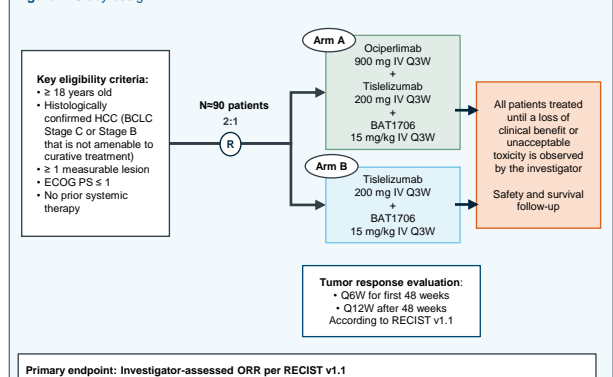 Key eligibility criteria:
• ≥ 18 years old
• Histologically
confirmed HCC (BCLC
Stage C or Stage B
that is not amenable to
curative treatment)
• ≥ 1 measurable lesion
• ECOG PS ≤ 1
• No prior systemic
therapy
N≈90 patients
2:1
R
Arm A
Ociperlimab
900 mg IV Q3W
+
Tislelizumab
200 mg IV Q3W
+
BAT1706
15 mg/kg IV Q3W
Arm B
Tislelizumab
200 mg IV Q3W
+
BAT1706
15 mg/kg IV Q3W
All patients treated
until a loss of
clinical benefit or
unacceptable
toxicity is observed
by the investigator
Safety and survival
follow-up
Tumor response evaluation:
• Q6W for first 48 weeks
• Q12W after 48 weeks
According to RECIST v1.1
Primary endpoint: Investigator-assessed ORR per RECIST v1.1